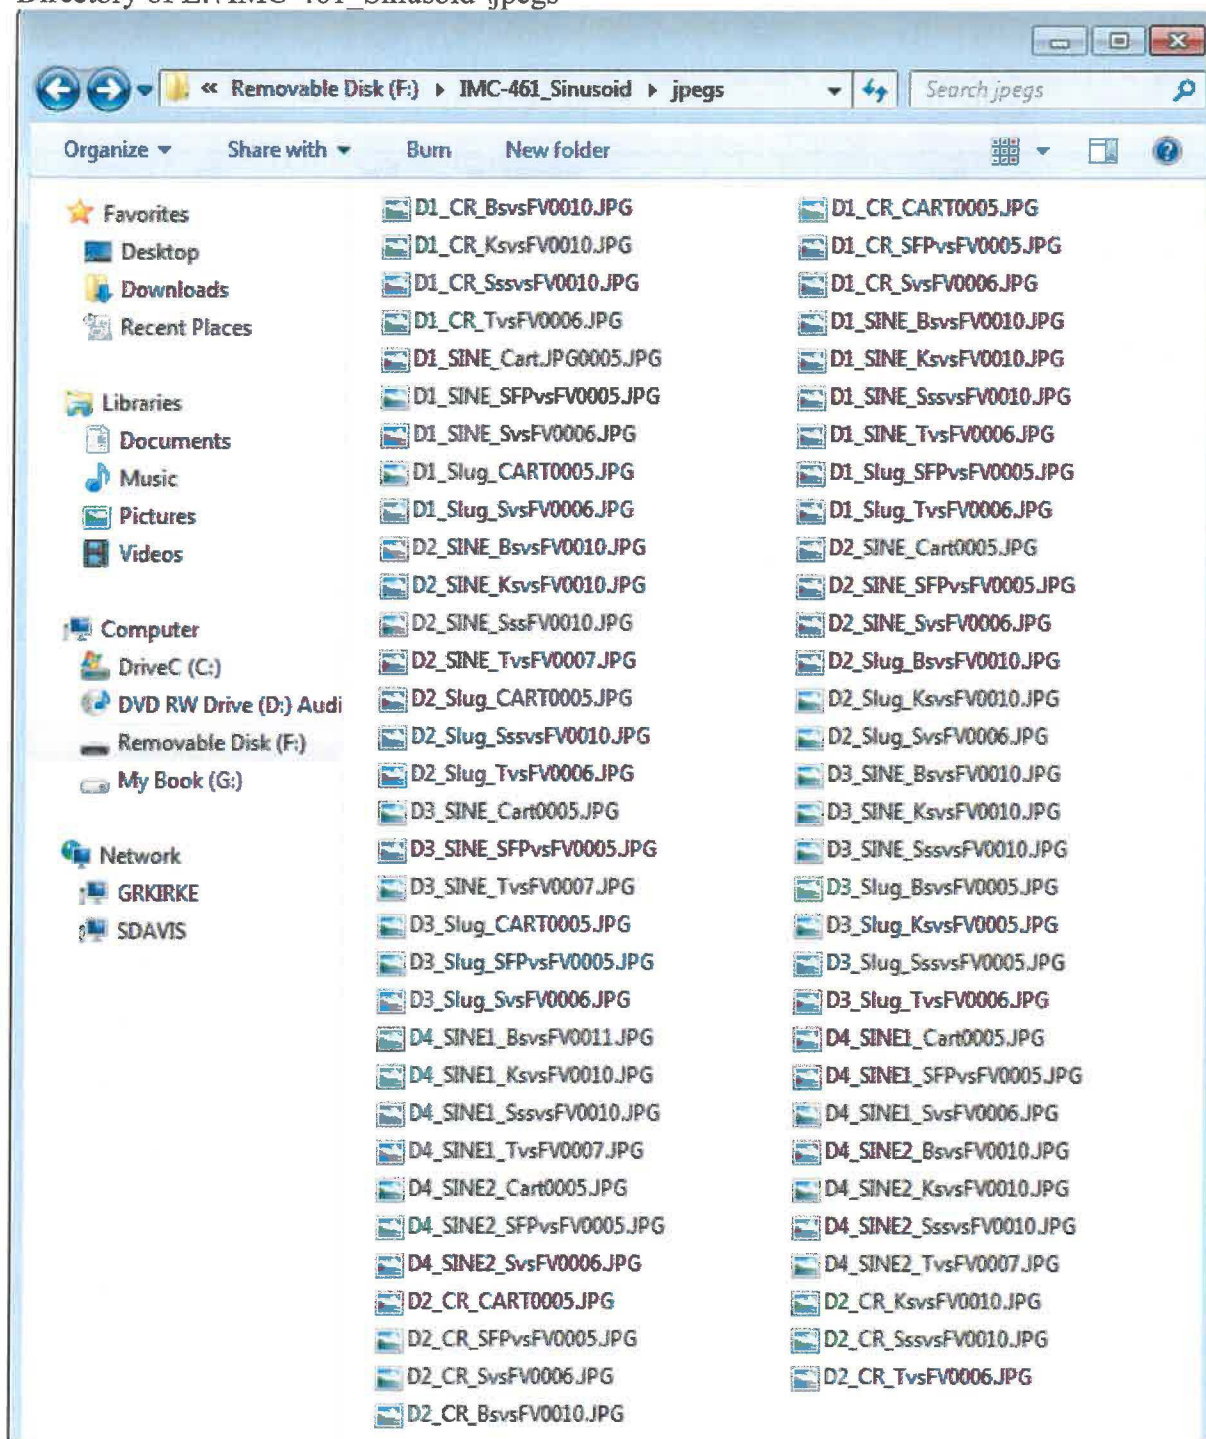 Directory of E:\IMC-461_Sinusoid\jpegs
« Removable Disk (F:) ▸ IMC-461_Sinusoid ▸ jpegs
Search jpegs
Organize Share with Burn New folder
Favorites
Desktop
Downloads
Recent Places
Libraries
Documents
Music
Pictures
Videos
Computer
DriveC (C:)
DVD RW Drive (D:) Audi
Removable Disk (F:)
My Book (G:)
Network
GRKIRKE
SDAVIS
D1_CR_BsvsFV0010.JPG D1_CR_CART0005.JPG
D1_CR_KsvsFV0010.JPG D1_CR_SFPvsFV0005.JPG
D1_CR_SssvsFV0010.JPG D1_CR_SvsFV0006.JPG
D1_CR_TvsFV0006.JPG D1_SINE_BsvsFV0010.JPG
D1_SINE_Cart.JPG0005.JPG D1_SINE_KsvsFV0010.JPG
D1_SINE_SFPvsFV0005.JPG D1_SINE_SssvsFV0010.JPG
D1_SINE_SvsFV0006.JPG D1_SINE_TvsFV0006.JPG
D1_Slug_CART0005.JPG D1_Slug_SFPvsFV0005.JPG
D1_Slug_SvsFV0006.JPG D1_Slug_TvsFV0006.JPG
D2_SINE_BsvsFV0010.JPG D2_SINE_Cart0005.JPG
D2_SINE_KsvsFV0010.JPG D2_SINE_SFPvsFV0005.JPG
D2_SINE_SssFV0010.JPG D2_SINE_SvsFV0006.JPG
D2_SINE_TvsFV0007.JPG D2_Slug_BsvsFV0010.JPG
D2_Slug_CART0005.JPG D2_Slug_KsvsFV0010.JPG
D2_Slug_SssvsFV0010.JPG D2_Slug_SvsFV0006.JPG
D2_Slug_TvsFV0006.JPG D3_SINE_BsvsFV0010.JPG
D3_SINE_Cart0005.JPG D3_SINE_KsvsFV0010.JPG
D3_SINE_SFPvsFV0005.JPG D3_SINE_SssvsFV0010.JPG
D3_SINE_TvsFV0007.JPG D3_Slug_BsvsFV0005.JPG
D3_Slug_CART0005.JPG D3_Slug_KsvsFV0005.JPG
D3_Slug_SFPvsFV0005.JPG D3_Slug_SssvsFV0005.JPG
D3_Slug_SvsFV0006.JPG D3_Slug_TvsFV0006.JPG
D4_SINE1_BsvsFV0011.JPG D4_SINE1_Cart0005.JPG
D4_SINE1_KsvsFV0010.JPG D4_SINE1_SFPvsFV0005.JPG
D4_SINE1_SssvsFV0010.JPG D4_SINE1_SvsFV0006.JPG
D4_SINE1_TvsFV0007.JPG D4_SINE2_BsvsFV0010.JPG
D4_SINE2_Cart0005.JPG D4_SINE2_KsvsFV0010.JPG
D4_SINE2_SFPvsFV0005.JPG D4_SINE2_SssvsFV0010.JPG
D4_SINE2_SvsFV0006.JPG D4_SINE2_TvsFV0007.JPG
D2_CR_CART0005.JPG D2_CR_KsvsFV0010.JPG
D2_CR_SFPvsFV0005.JPG D2_CR_SssvsFV0010.JPG
D2_CR_SvsFV0006.JPG D2_CR_TvsFV0006.JPG
D2_CR_BsvsFV0010.JPG